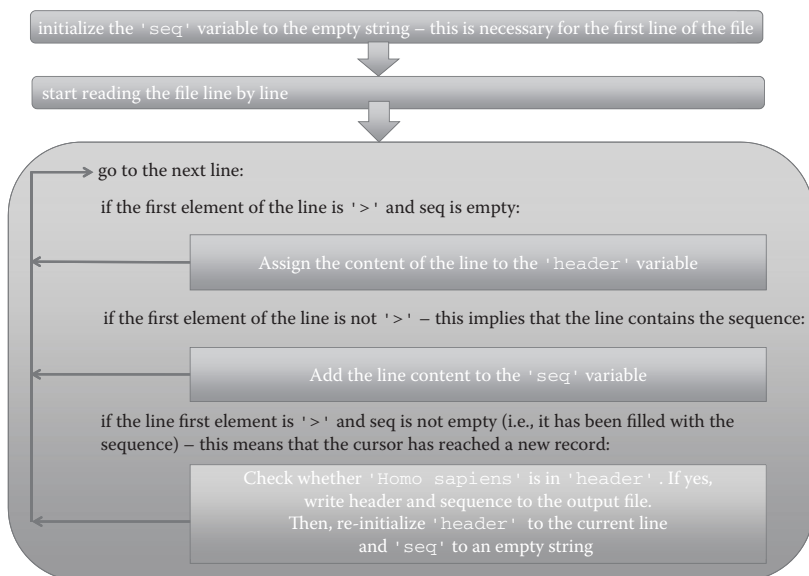 initialize the 'seq' variable to the empty string – this is necessary for the first line of the file
start reading the file line by line
go to the next line:
if the first element of the line is '>' and seq is empty:
Assign the content of the line to the 'header' variable
if the first element of the line is not '>' – this implies that the line contains the sequence:
Add the line content to the 'seq' variable
if the line first element is '>' and seq is not empty (i.e., it has been filled with the
sequence) – this means that the cursor has reached a new record:
Check whether 'Homo sapiens' is in 'header'. If yes,
write header and sequence to the output file.
Then, re-initialize 'header' to the current line
and 'seq' to an empty string